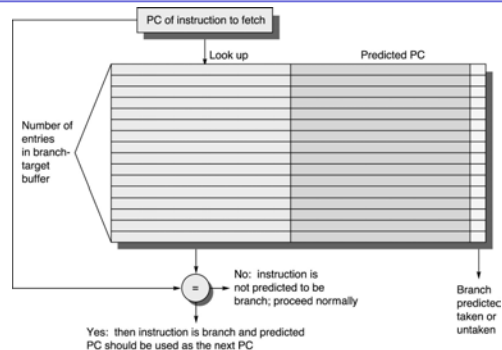 PC of instruction to fetch
Look up
Predicted PC
Number of
entries
in branch-
target
buffer
=
No: instruction is
not predicted to be
branch; proceed normally
Branch
predicted
taken or
untaken
Yes: then instruction is branch and predicted
PC should be used as the next PC